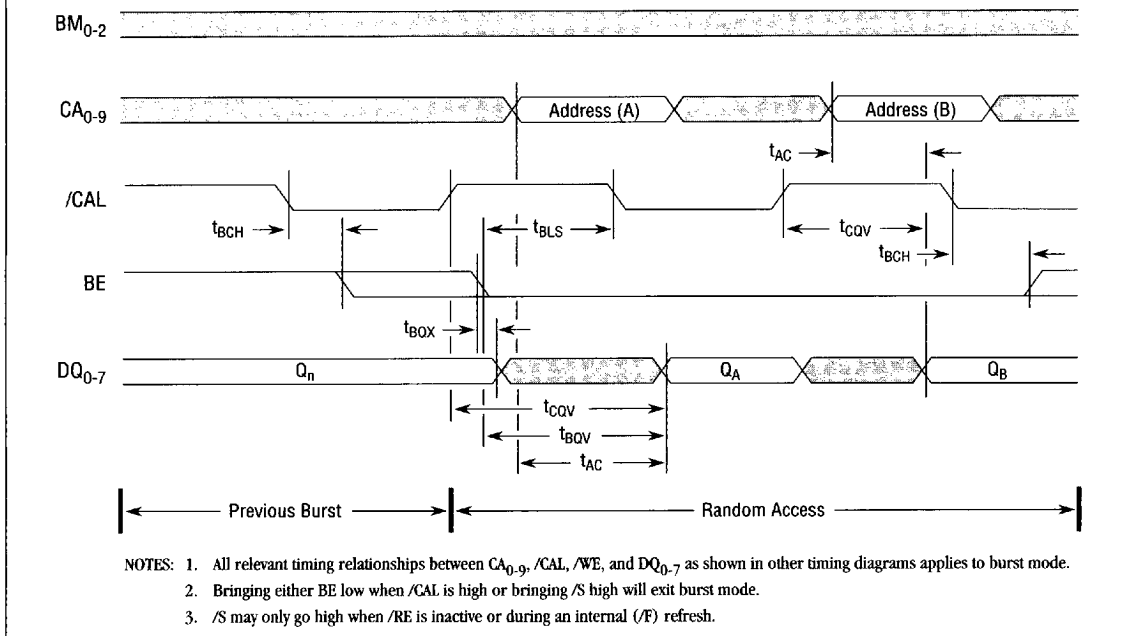 BM0-2
CA0-9 Address (A) Address (B)
tAC
/CAL
tBCH tBLS tCQV
tBCH
BE
tBQX
DQ0-7 Qn QA QB
tCQV
tBQV
tAC
Previous Burst Random Access
NOTES: 1. All relevant timing relationships between CA0-9, /CAL, /WE, and DQ0-7 as shown in other timing diagrams applies to burst mode.
2. Bringing either BE low when /CAL is high or bringing /S high will exit burst mode.
3. /S may only go high when /RE is inactive or during an internal (/F) refresh.